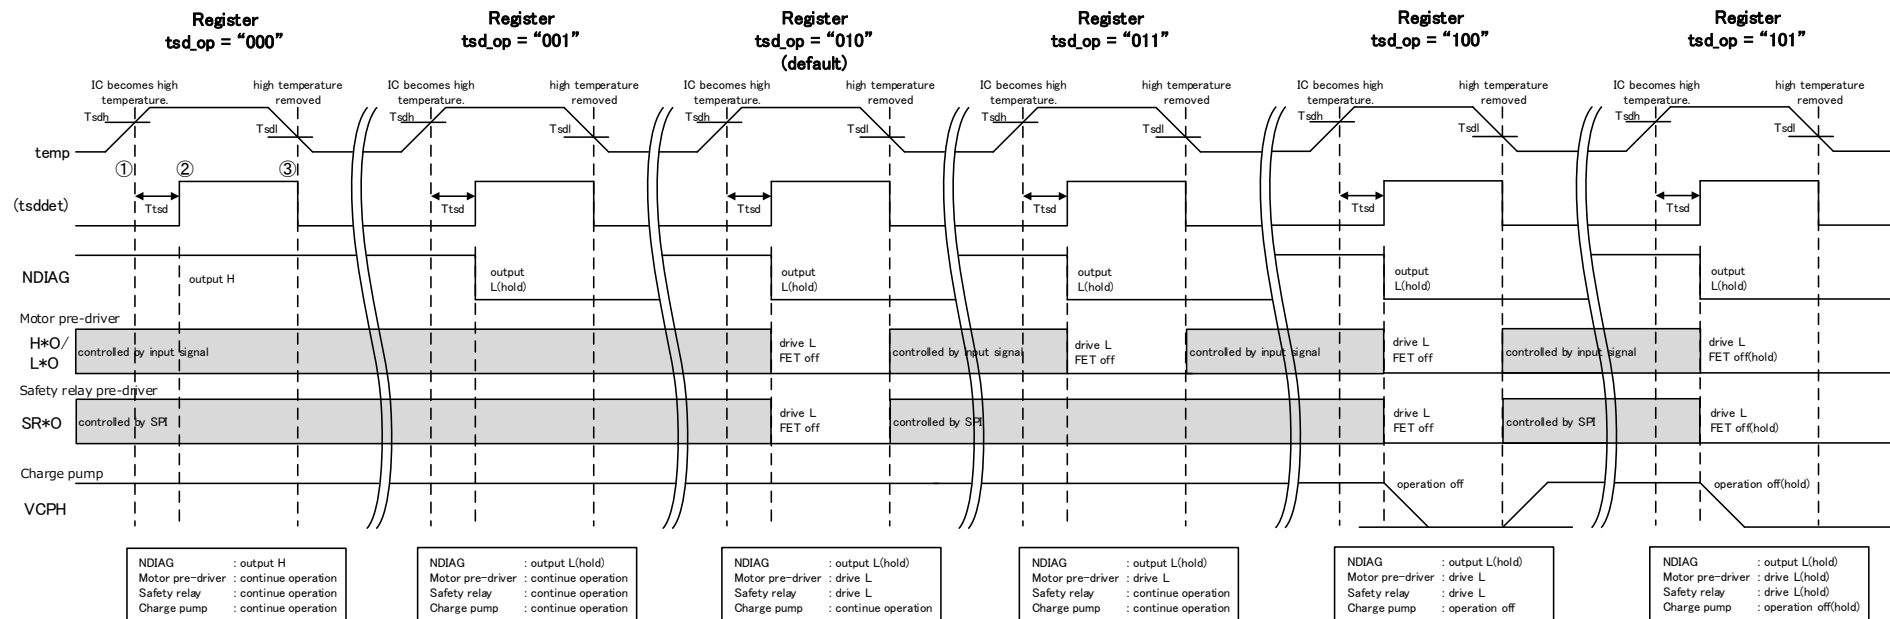 Register
tsd_op = “000”
Register
tsd_op = “001”
Register
tsd_op = “010”
(default)
Register
tsd_op = “011”
Register
tsd_op = “100”
Register
tsd_op = “101”
IC becomes high
temperature.
high temperature
removed
IC becomes high
temperature.
high temperature
removed
IC becomes high
temperature.
high temperature
removed
IC becomes high
temperature.
high temperature
removed
IC becomes high
temperature.
high temperature
removed
IC becomes high
temperature.
high temperature
removed
temp
Tsdh
Tsdl
Tsdh
Tsdl
Tsdh
Tsdl
Tsdh
Tsdl
Tsdh
Tsdl
Tsdh
Tsdl
① ② ③
(tsddet)
Ttsd
Ttsd
Ttsd
Ttsd
Ttsd
Ttsd
NDIAG
output H
output
L(hold)
output
L(hold)
output
L(hold)
output
L(hold)
output
L(hold)
Motor pre-driver
H*O/
L*O
controlled by input signal
drive L
FET off
controlled by input signal
drive L
FET off
controlled by input signal
drive L
FET off
controlled by input signal
drive L
FET off(hold)
Safety relay pre-driver
SR*O
controlled by SPI
drive L
FET off
controlled by SPI
drive L
FET off
controlled by SPI
drive L
FET off(hold)
Charge pump
VCPH
operation off
operation off(hold)
NDIAG : output H
Motor pre-driver : continue operation
Safety relay : continue operation
Charge pump : continue operation
NDIAG : output L(hold)
Motor pre-driver : continue operation
Safety relay : continue operation
Charge pump : continue operation
NDIAG : output L(hold)
Motor pre-driver : drive L
Safety relay : drive L
Charge pump : continue operation
NDIAG : output L(hold)
Motor pre-driver : drive L
Safety relay : continue operation
Charge pump : continue operation
NDIAG : output L(hold)
Motor pre-driver : drive L
Safety relay : drive L
Charge pump : operation off
NDIAG : output L(hold)
Motor pre-driver : drive L(hold)
Safety relay : drive L(hold)
Charge pump : operation off(hold)